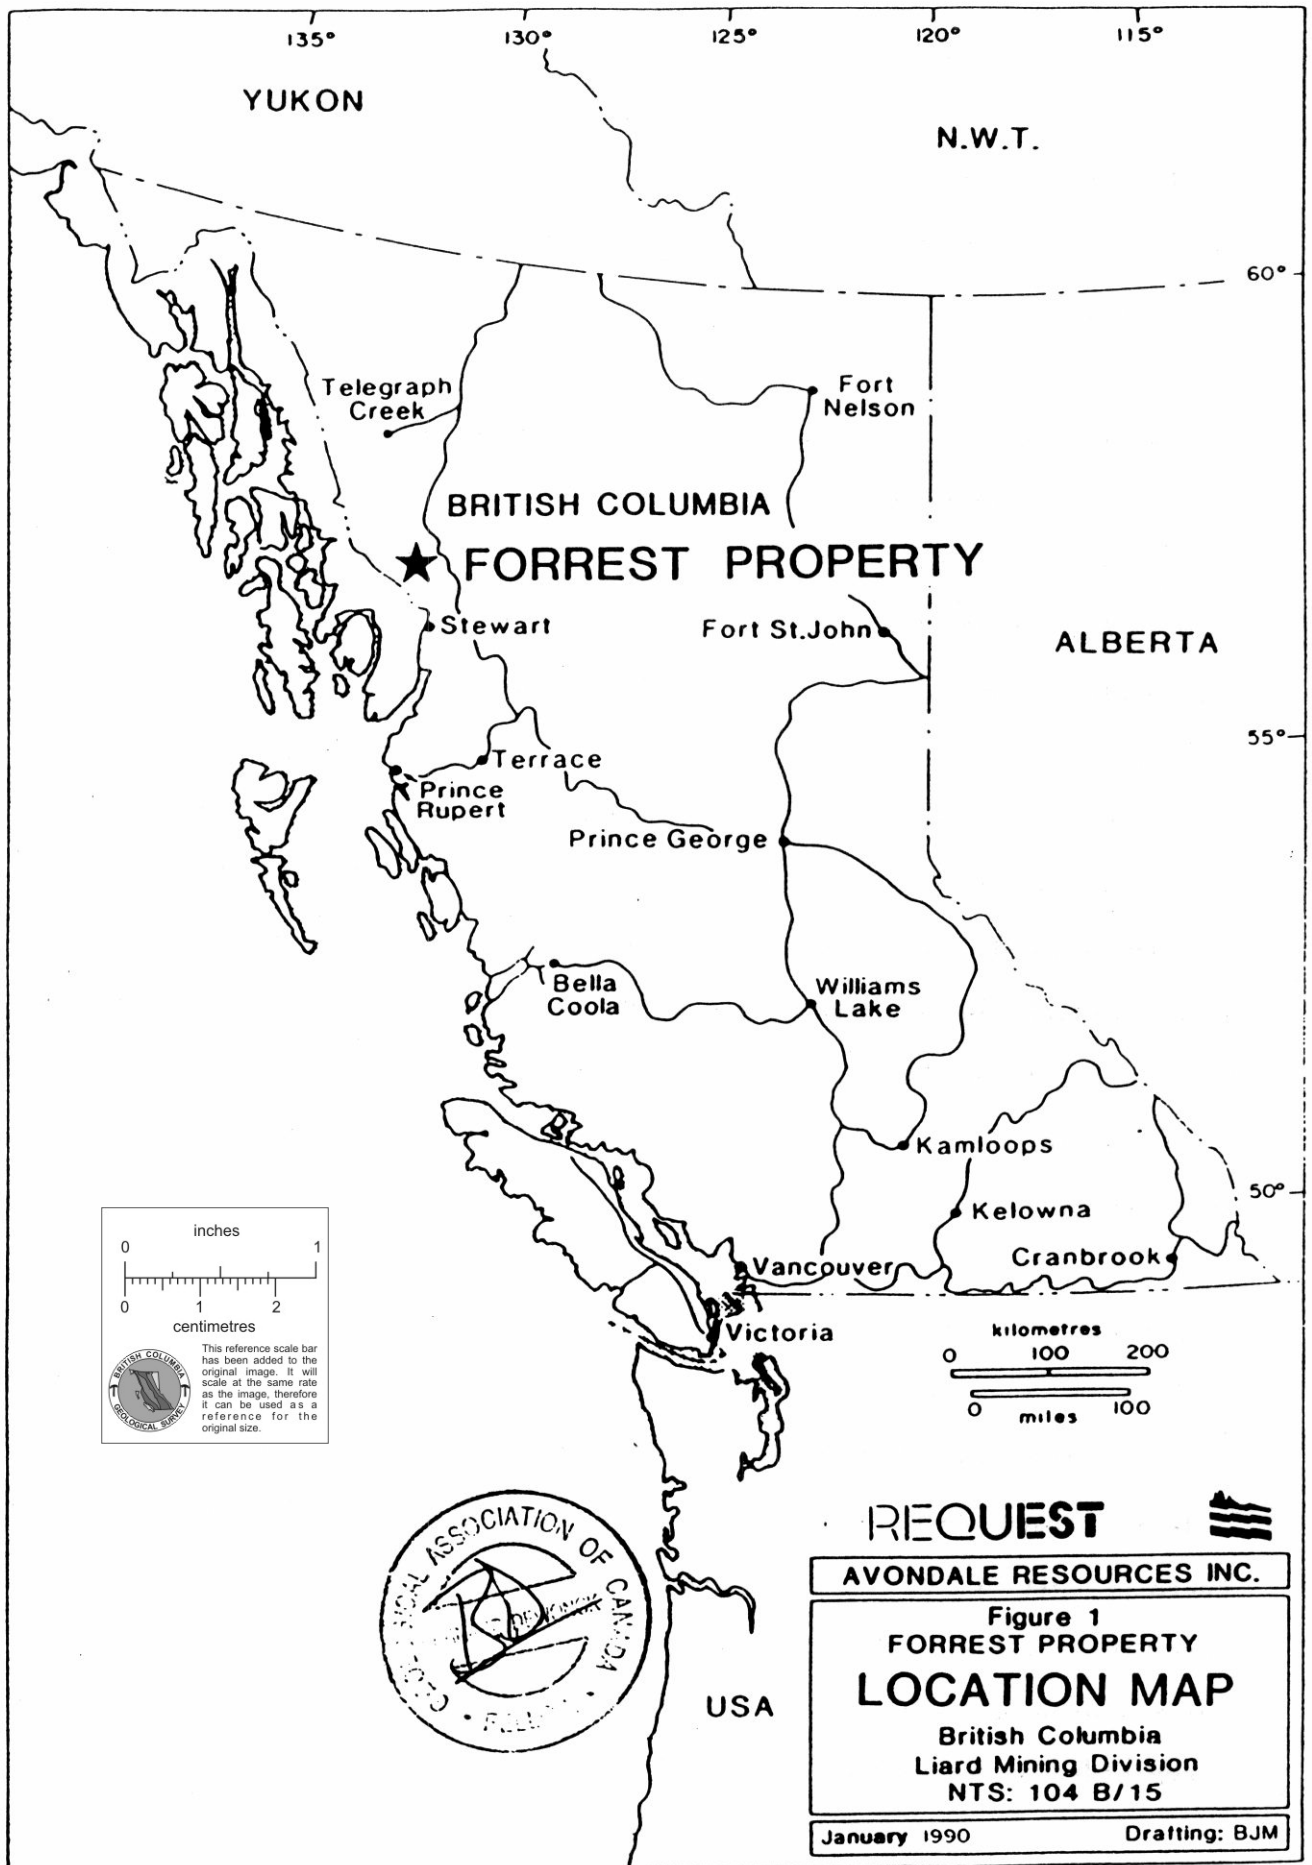 135°
130°
125°
120°
115°
YUKON
N.W.T.
60°
Telegraph
Creek
Fort
Nelson
BRITISH COLUMBIA
FORREST PROPERTY
Stewart
Fort St.John
ALBERTA
55°
Terrace
Prince
Rupert
Prince George
Bella
Coola
Williams
Lake
Kamloops
50°
Kelowna
Cranbrook
Vancouver
Victoria
inches
0 1
0 1 2
centimetres
This reference scale bar
has been added to the
original image. It will
scale at the same rate
as the image, therefore
it can be used as a
reference for the
original size.
BRITISH COLUMBIA
GEOLOGICAL SURVEY
kilometres
0 100 200
0 100
miles
ASSOCIATION OF CANADA
USA
REQUEST
AVONDALE RESOURCES INC.
Figure 1
FORREST PROPERTY
LOCATION MAP
British Columbia
Liard Mining Division
NTS: 104 B/15
January 1990 Drafting: BJM